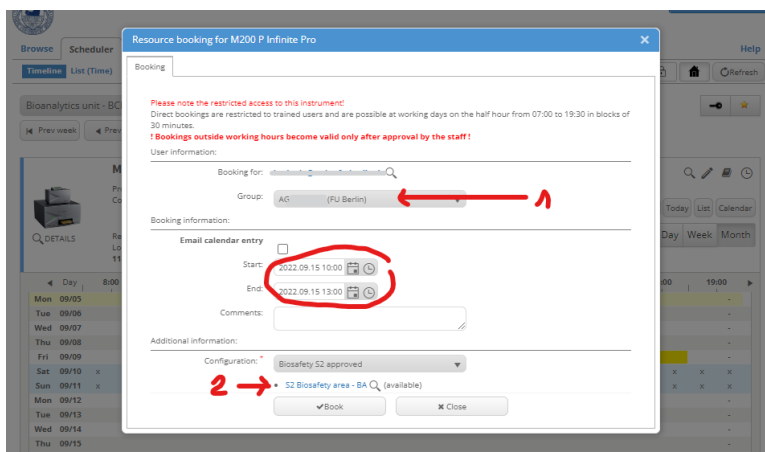 Resource booking for M200 P Infinite Pro
Browse Scheduler Help
Timeline List (Time) Refresh
Booking
Bioanalytics unit - BC
Prev week Prev
Please note the restricted access to this instrument!
Direct bookings are restricted to trained users and are possible at working days on the half hour from 07:00 to 19:30 in blocks of
30 minutes.
! Bookings outside working hours become valid only after approval by the staff !
User information:
Booking for:
Group: AG (FU Berlin)
1
Booking information:
Email calendar entry
Start: 2022.09.15 10:00
End: 2022.09.15 13:00
Comments:
Additional information:
Configuration: * Biosafety S2 approved
2
S2 Biosafety area - BA (available)
Book Close
M
Pr
Co
DETAILS
Re
Lo
11
Today List Calendar
Day Week Month
Day 8:00 :00 19:00
Mon 09/05 -
Tue 09/06 -
Wed 09/07 -
Thu 09/08 -
Fri 09/09 -
Sat 09/10 x x x x
Sun 09/11 x x x x
Mon 09/12 -
Tue 09/13 -
Wed 09/14 -
Thu 09/15 -